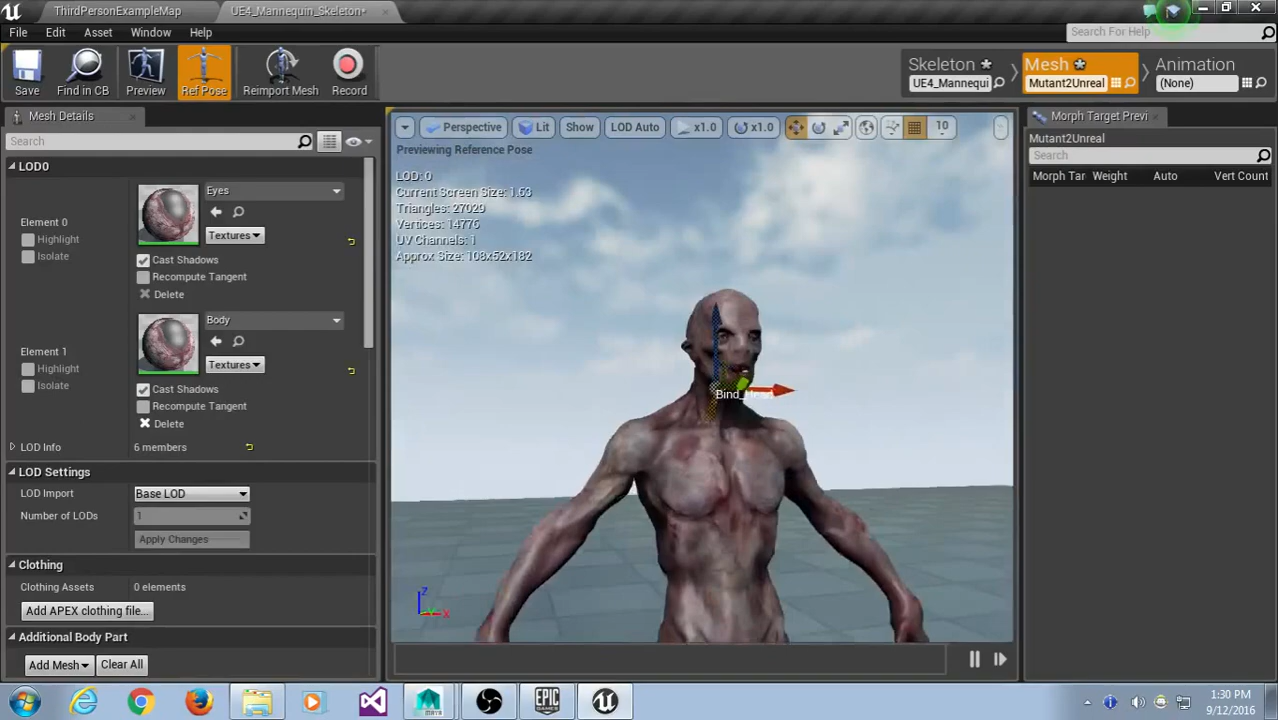 ThirdPersonExampleMap
UE4_Mannequin_Skeleton*
File Edit Asset Window Help
Search For Help
Save
Find in CB
Preview
Ref Pose
Reimport Mesh
Record
Skeleton
UE4_Mannequi
Mesh
Mutant2Unreal
Animation
(None)
Mesh Details
Search
LOD0
Element 0
Highlight
Isolate
Eyes
Textures
Cast Shadows
Recompute Tangent
Delete
Element 1
Highlight
Isolate
Body
Textures
Cast Shadows
Recompute Tangent
Delete
LOD Info
6 members
LOD Settings
LOD Import
Base LOD
Number of LODs
1
Apply Changes
Clothing
Clothing Assets
0 elements
Add APEX clothing file...
Additional Body Part
Add Mesh
Clear All
Perspective
Lit
Show
LOD Auto
x1.0
x1.0
10
Previewing Reference Pose
LOD: 0
Current Screen Size: 1.53
Triangles: 27029
Vertices: 14776
UV Channels: 1
Approx Size: 108x52x182
Bind_Head
z
x
Morph Target Previ
Mutant2Unreal
Search
Morph Tar Weight Auto Vert Count
MAYA
EPIC
GAMES
1:30 PM
9/12/2016